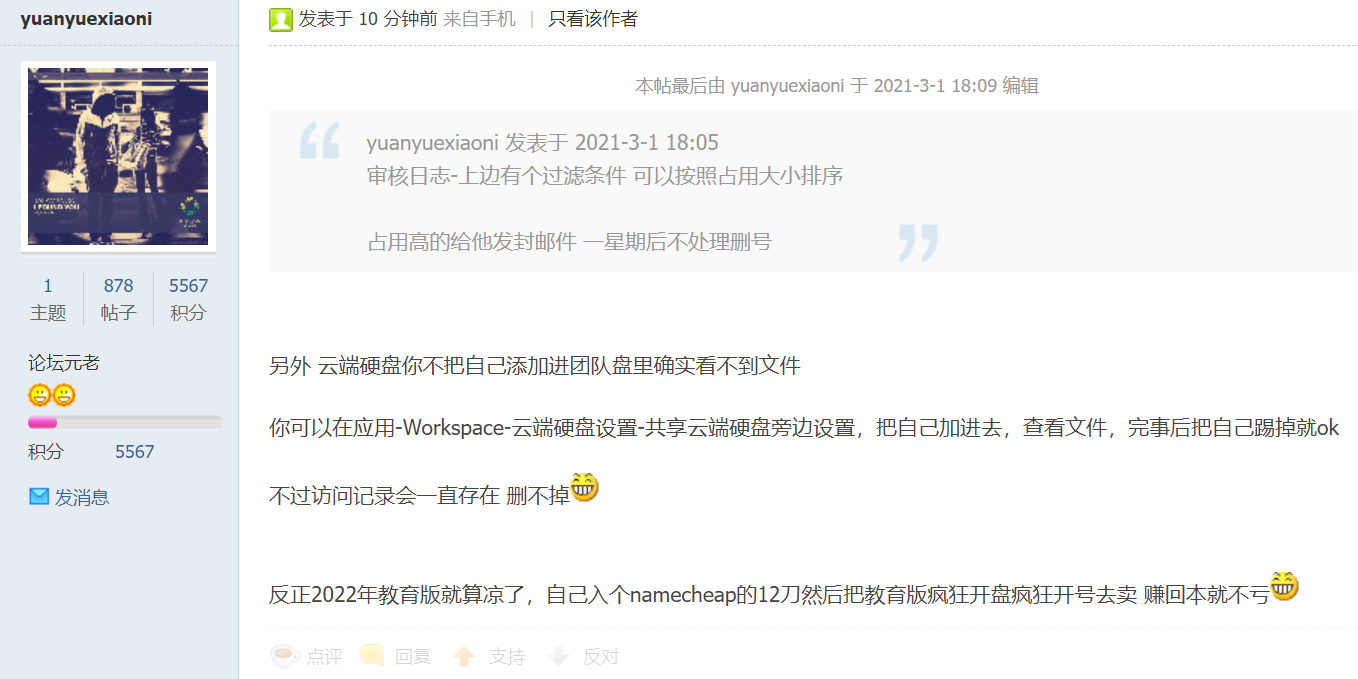 yuanyuexiaoni
发表于 10 分钟前 来自手机 | 只看该作者
本帖最后由 yuanyuexiaoni 于 2021-3-1 18:09 编辑
yuanyuexiaoni 发表于 2021-3-1 18:05
审核日志-上边有个过滤条件 可以按照占用大小排序
占用高的给他发封邮件 一星期后不处理删号
I FOUND YOU
1 878 5567
主题 帖子 积分
论坛元老
积分 5567
发消息
另外 云端硬盘你不把自己添加进团队盘里确实看不到文件
你可以在应用-Workspace-云端硬盘设置-共享云端硬盘旁边设置，把自己加进去，查看文件，完事后把自己踢掉就ok
不过访问记录会一直存在 删不掉
反正2022年教育版就算凉了，自己入个namecheap的12刀然后把教育版疯狂开盘疯狂开号去卖 赚回本就不亏
点评 回复 支持 反对